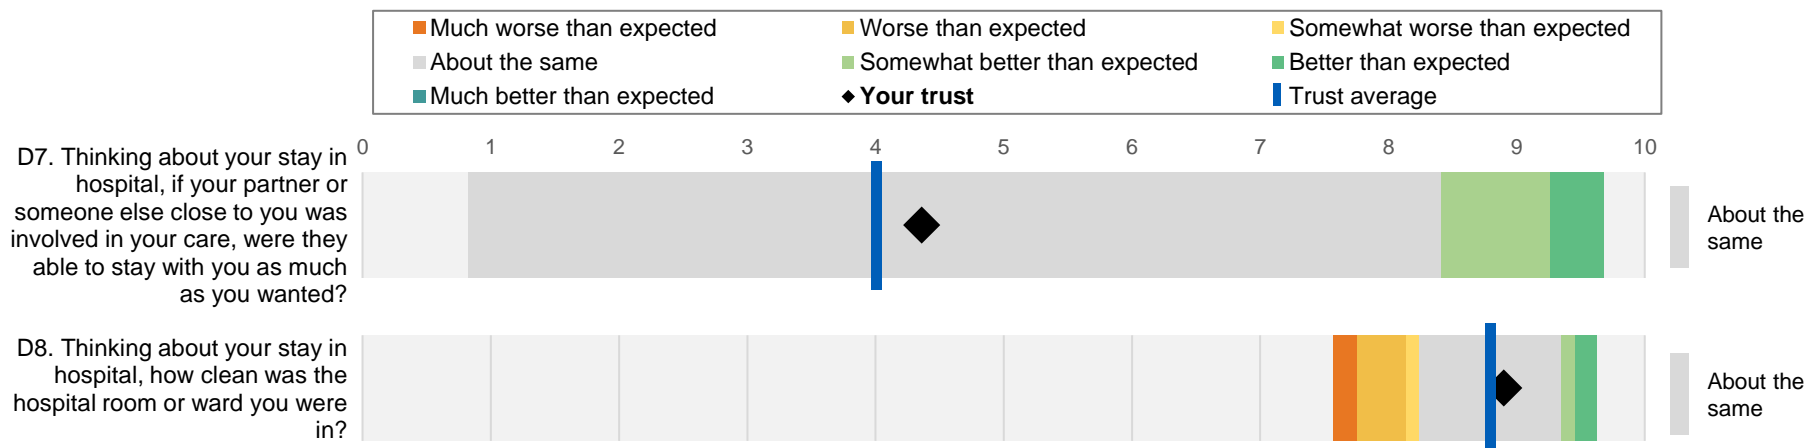 Much worse than expected
Worse than expected
Somewhat worse than expected
About the same
Somewhat better than expected
Better than expected
Much better than expected
Your trust
Trust average
0 1 2 3 4 5 6 7 8 9 10
D7. Thinking about your stay in
hospital, if your partner or
someone else close to you was
involved in your care, were they
able to stay with you as much
as you wanted?
About the
same
D8. Thinking about your stay in
hospital, how clean was the
hospital room or ward you were
in?
About the
same